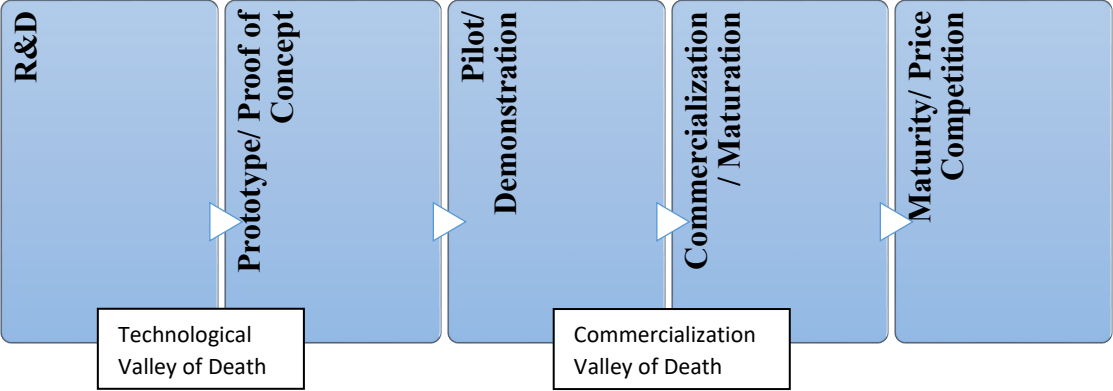 R&D
Prototype/ Proof of
Concept
Pilot/
Demonstration
Commercialization
/ Maturation
Maturity/ Price
Competition
Technological
Valley of Death
Commercialization
Valley of Death